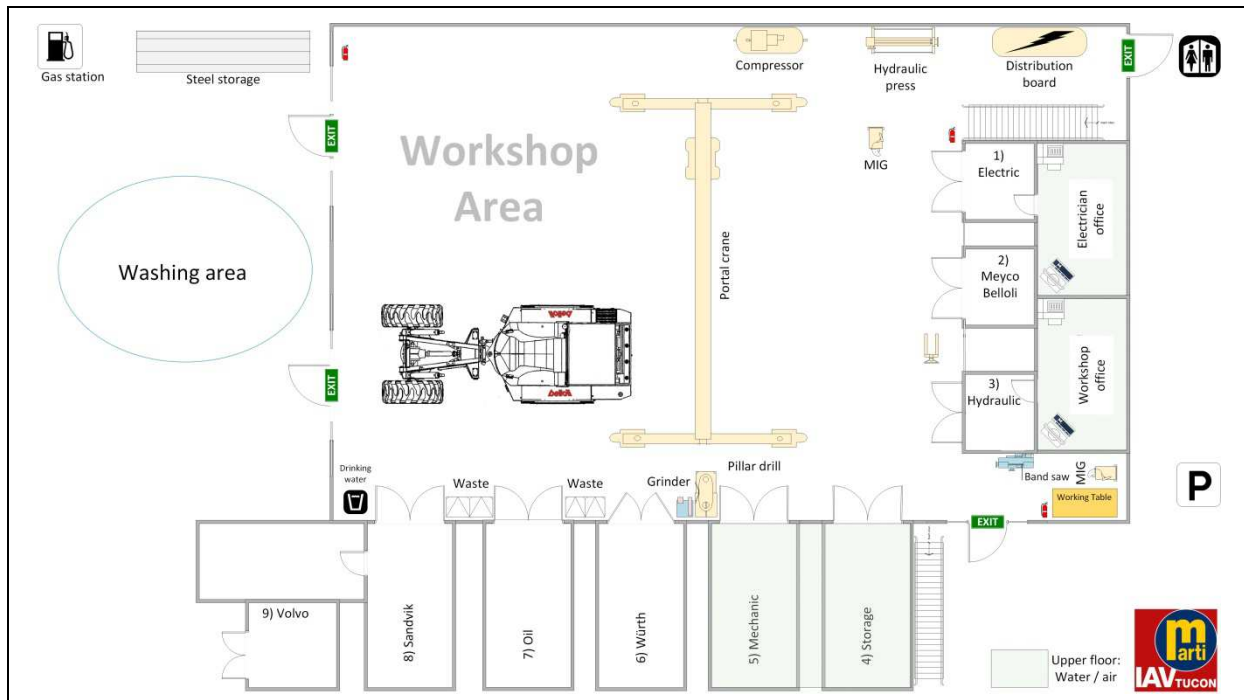 Gas station
Steel storage
Compressor
Hydraulic
press
Distribution
board
EXIT
EXIT
Workshop
Area
MIG
1)
Electric
Electrician
office
Portal crane
2)
Meyco
Belloli
Washing area
EXIT
3)
Hydraulic
Workshop
office
Drinking
water
Waste
Waste
Grinder
Pillar drill
Band saw
MIG
Working Table
P
EXIT
9) Volvo
8) Sandvik
7) Oil
6) Würth
5) Mechanic
4) Storage
Upper floor:
Water / air
marti
IAV TUCON